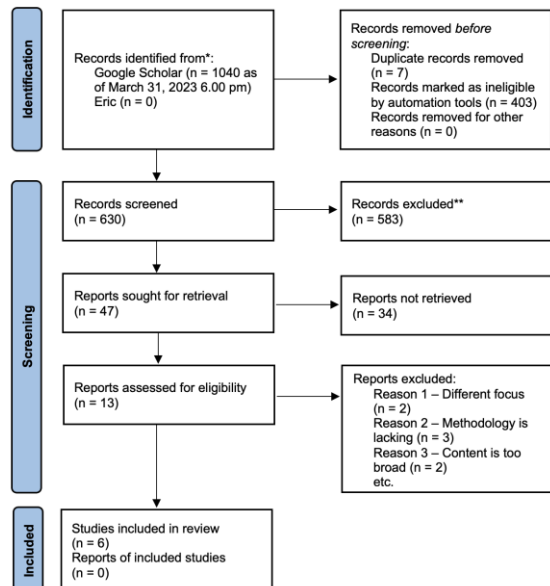 Identification
Records identified from*:
Google Scholar (n = 1040 as
of March 31, 2023 6.00 pm)
Eric (n = 0)
Records removed before
screening:
Duplicate records removed
(n = 7)
Records marked as ineligible
by automation tools (n = 403)
Records removed for other
reasons (n = 0)
Screening
Records screened
(n = 630)
Records excluded**
(n = 583)
Reports sought for retrieval
(n = 47)
Reports not retrieved
(n = 34)
Reports assessed for eligibility
(n = 13)
Reports excluded:
Reason 1 – Different focus
(n = 2)
Reason 2 – Methodology is
lacking (n = 3)
Reason 3 – Content is too
broad (n = 2)
etc.
Included
Studies included in review
(n = 6)
Reports of included studies
(n = 0)